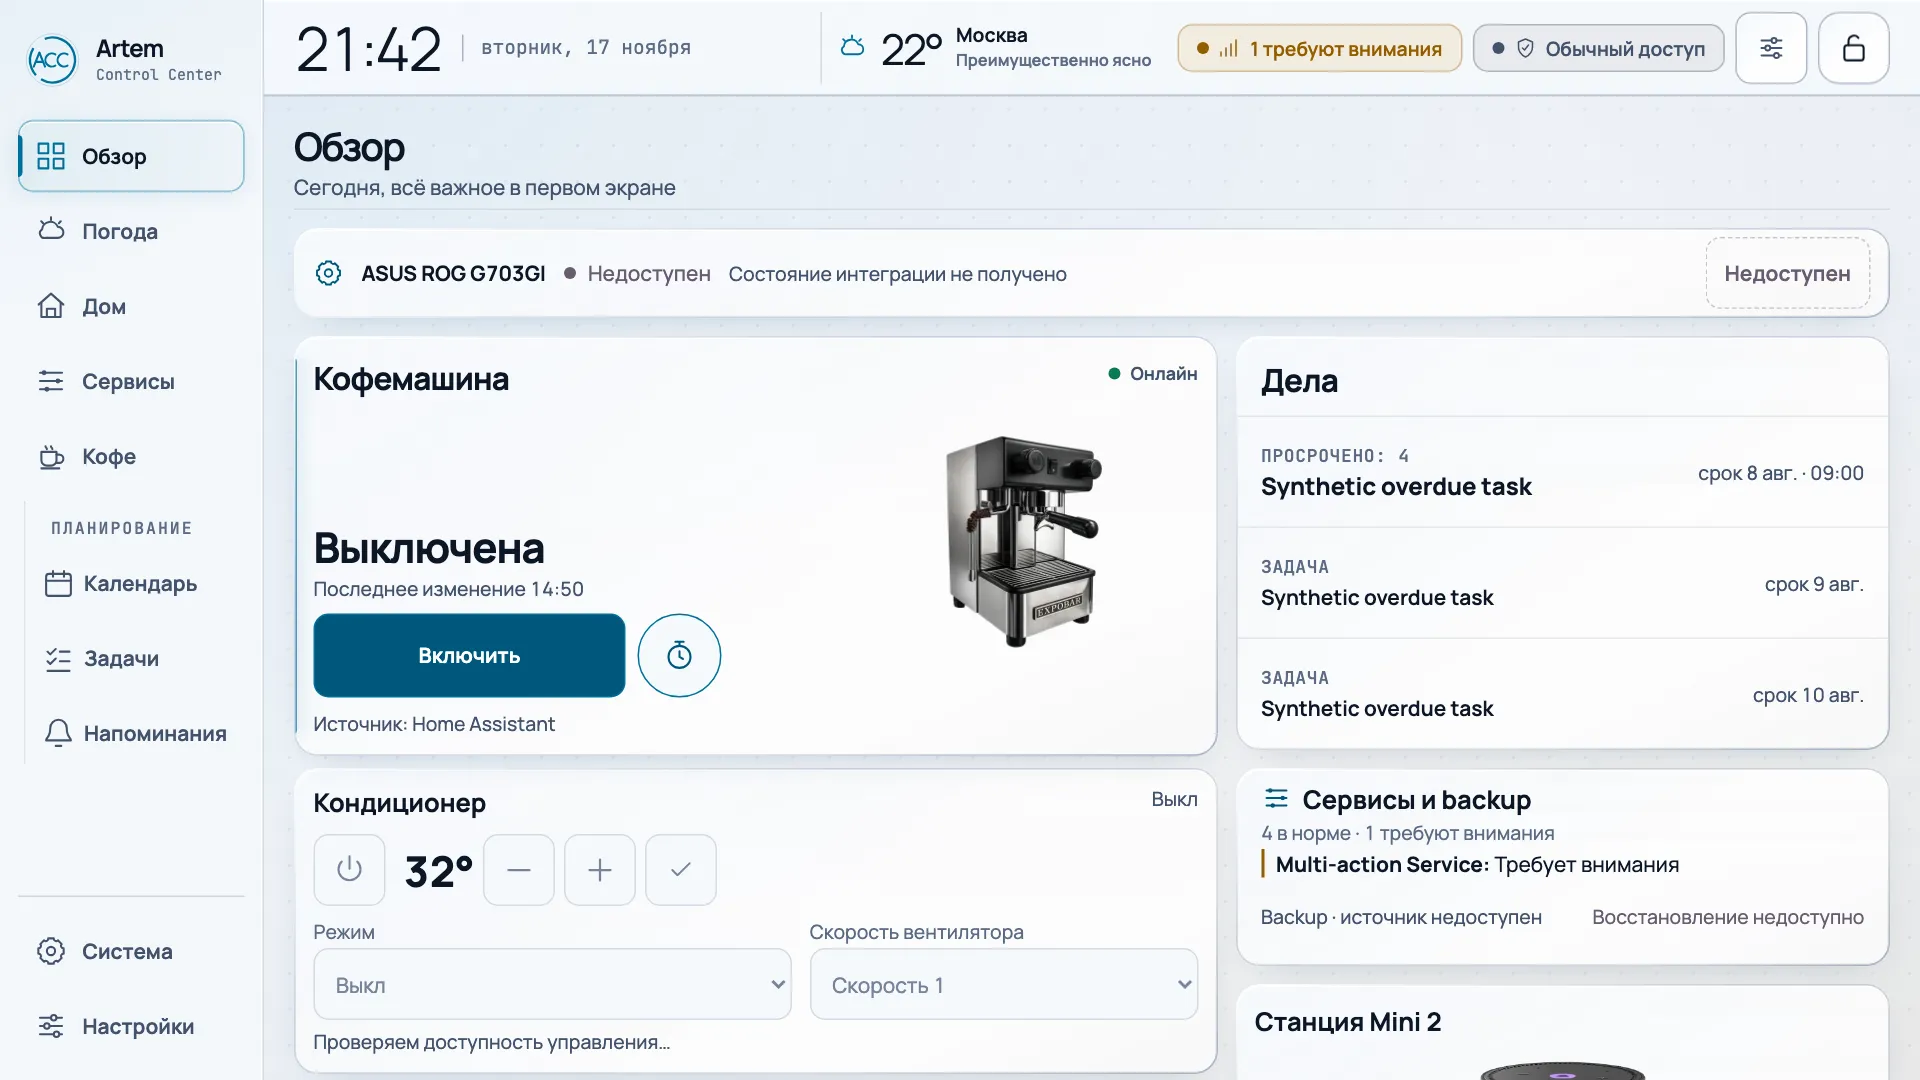 ACC
Artem
Control Center
Обзор
Погода
Дом
Сервисы
Кофе
ПЛАНИРОВАНИЕ
Календарь
Задачи
Напоминания
Система
Настройки
21:42
вторник, 17 ноября
22°
Москва
Преимущественно ясно
1 требуют внимания
Обычный доступ
Обзор
Сегодня, всё важное в первом экране
ASUS ROG G703GI
Недоступен
Состояние интеграции не получено
Недоступен
Кофемашина
Онлайн
EXPOBAR
Выключена
Последнее изменение 14:50
Включить
Источник: Home Assistant
Дела
ПРОСРОЧЕНО: 4
Synthetic overdue task
срок 8 авг. · 09:00
ЗАДАЧА
Synthetic overdue task
срок 9 авг.
ЗАДАЧА
Synthetic overdue task
срок 10 авг.
Кондиционер
Выкл
32°
Режим
Выкл
Скорость вентилятора
Скорость 1
Проверяем доступность управления...
Сервисы и backup
4 в норме · 1 требуют внимания
Multi-action Service: Требует внимания
Backup · источник недоступен
Восстановление недоступно
Станция Mini 2